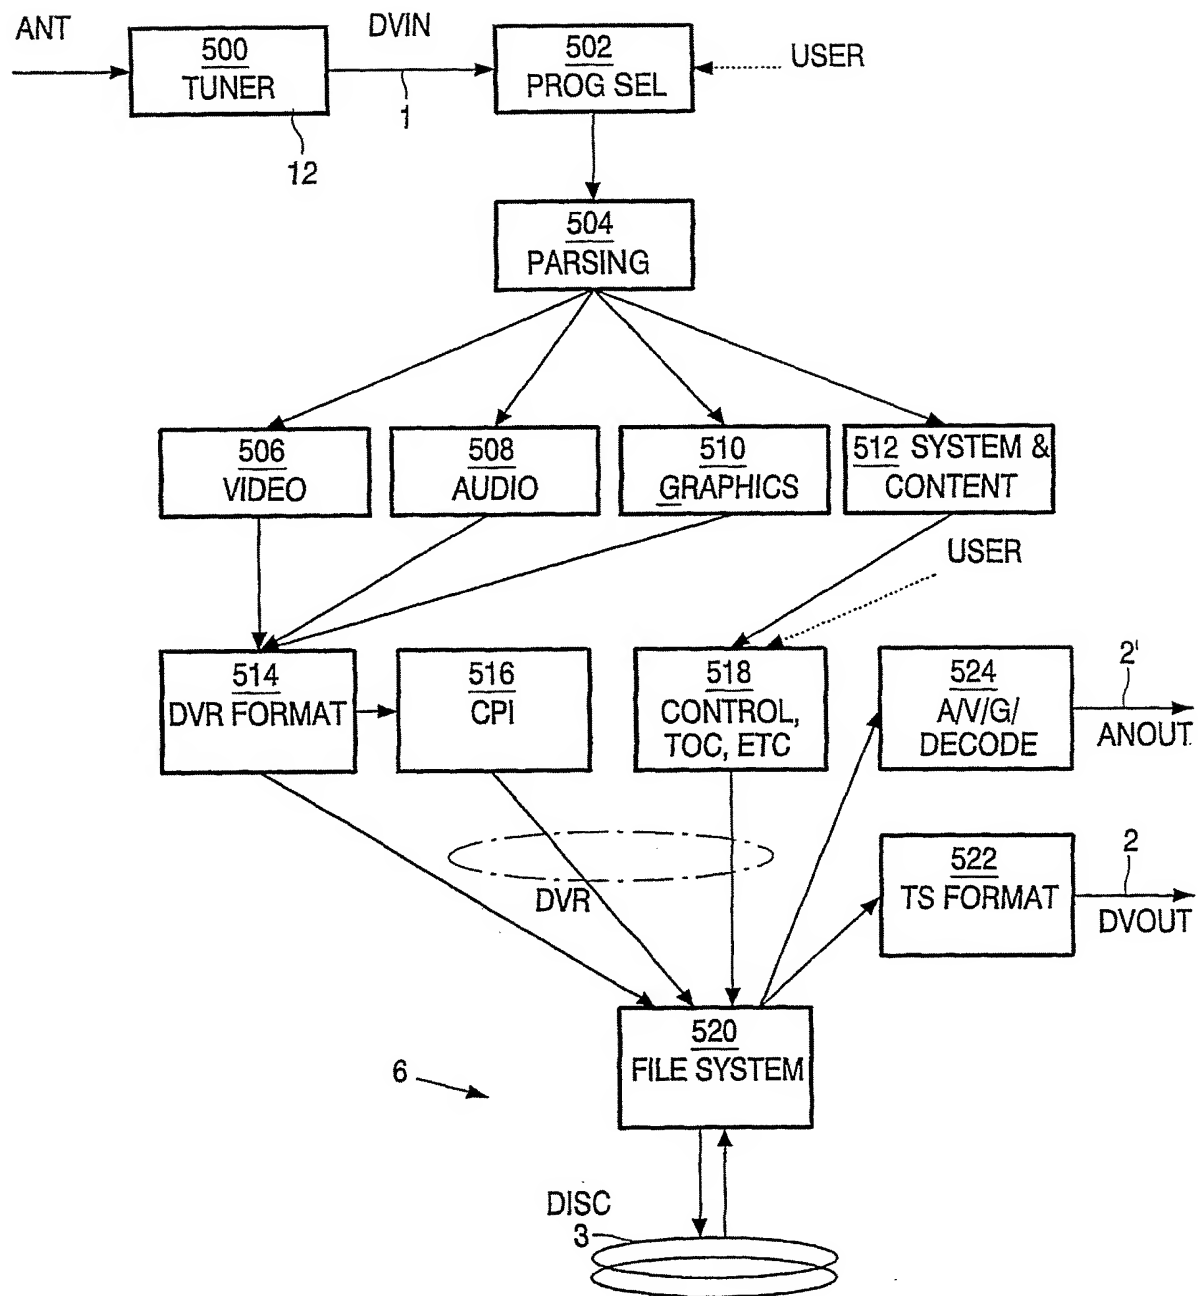 ANT
500
TUNER
12
DVIN
1
502
PROG SEL
USER
504
PARSING
506
VIDEO
508
AUDIO
510
GRAPHICS
512 SYSTEM &
CONTENT
USER
514
DVR FORMAT
516
CPI
518
CONTROL,
TOC, ETC
524
A/V/G/
DECODE
2'
ANOUT
DVR
522
TS FORMAT
2
DVOUT
520
FILE SYSTEM
6
DISC
3